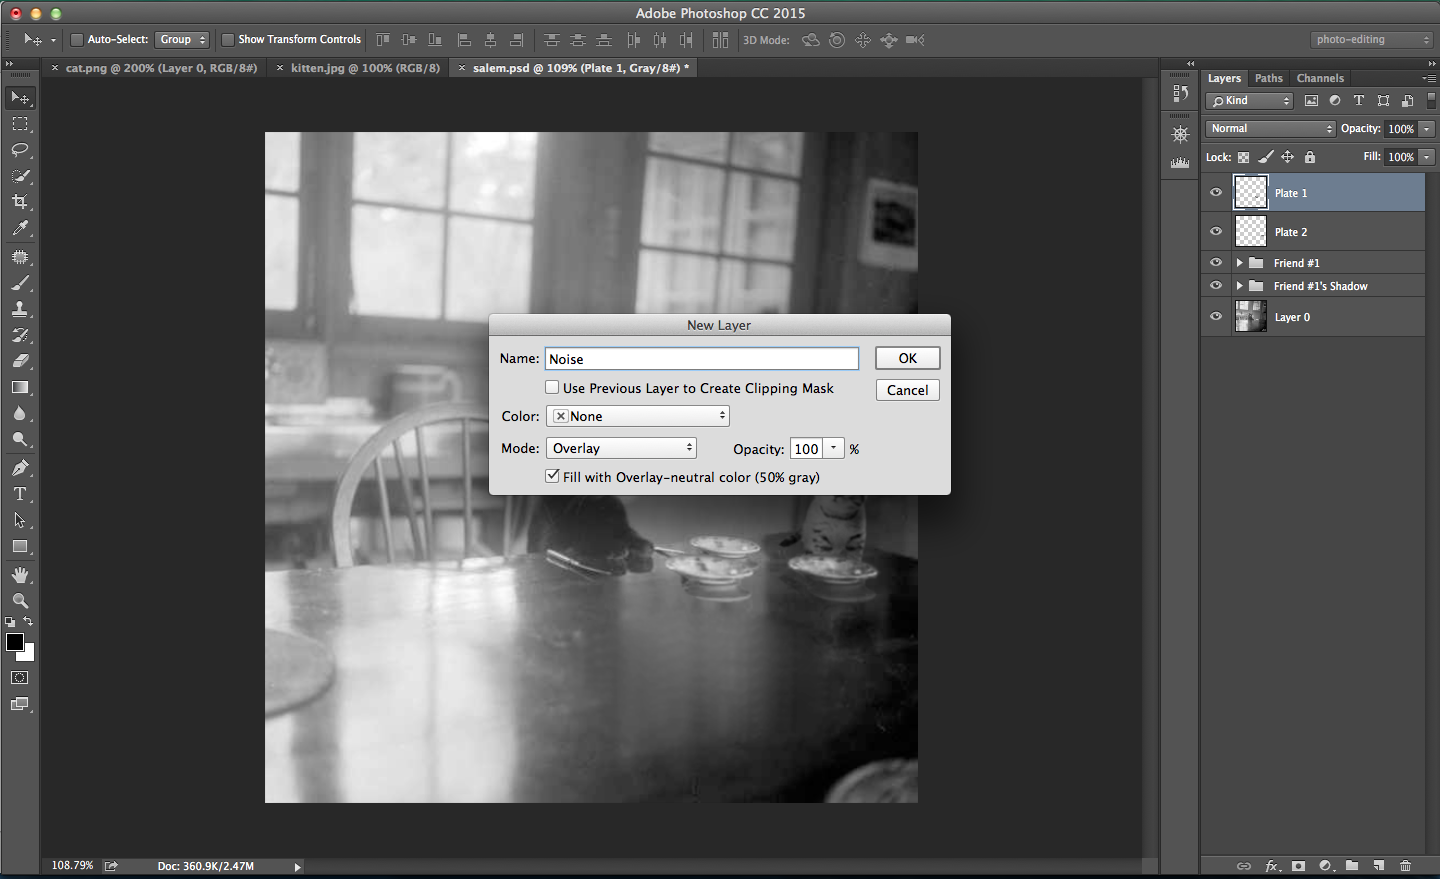 Adobe Photoshop CC 2015
Auto-Select: Group Show Transform Controls 3D Mode: photo-editing
cat.png @ 200% (Layer 0, RGB/8#) kitten.jpg @ 100% (RGB/8) salem.psd @ 109% (Plate 1, Gray/8#) *
Layers Paths Channels
Kind
Normal Opacity: 100%
Lock: Fill: 100%
Plate 1
Plate 2
Friend #1
Friend #1's Shadow
Layer 0
New Layer
Name: Noise OK
Use Previous Layer to Create Clipping Mask Cancel
Color: None
Mode: Overlay Opacity: 100 %
Fill with Overlay-neutral color (50% gray)
108.79% Doc: 360.9K/2.47M